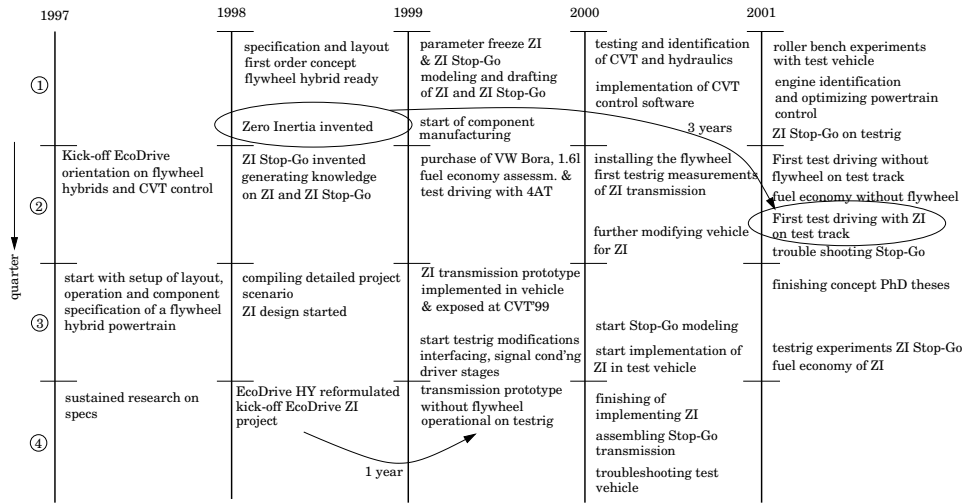 1997
1998
1999
2000
2001
quarter
1
2
3
4
Kick-off EcoDrive
orientation on flywheel
hybrids and CVT control
start with setup of layout,
operation and component
specification of a flywheel
hybrid powertrain
sustained research on
specs
specification and layout
first order concept
flywheel hybrid ready
Zero Inertia invented
ZI Stop-Go invented
generating knowledge
on ZI and ZI Stop-Go
compiling detailed project
scenario
ZI design started
EcoDrive HY reformulated
kick-off EcoDrive ZI
project
1 year
parameter freeze ZI
& ZI Stop-Go
modeling and drafting
of ZI and ZI Stop-Go
start of component
manufacturing
purchase of VW Bora, 1.6l
fuel economy assessm. &
test driving with 4AT
ZI transmission prototype
implemented in vehicle
& exposed at CVT'99
start testrig modifications
interfacing, signal cond'ng
driver stages
transmission prototype
without flywheel
operational on testrig
testing and identification
of CVT and hydraulics
implementation of CVT
control software
3 years
installing the flywheel
first testrig measurements
of ZI transmission
further modifying vehicle
for ZI
start Stop-Go modeling
start implementation of
ZI in test vehicle
finishing of
implementing ZI
assembling Stop-Go
transmission
troubleshooting test
vehicle
roller bench experiments
with test vehicle
engine identification
and optimizing powertrain
control
ZI Stop-Go on testrig
First test driving without
flywheel on test track
fuel economy without flywheel
First test driving with ZI
on test track
trouble shooting Stop-Go
finishing concept PhD theses
testrig experiments ZI Stop-Go
fuel economy of ZI